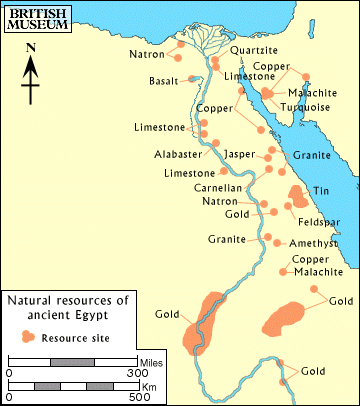 BRITISH
MUSEUM
N
Natron
Quartzite
Limestone
Copper
Basalt
Malachite
Turquoise
Copper
Limestone
Alabaster
Jasper
Granite
Limestone
Carnelian
Tin
Natron
Gold
Feldspar
Granite
Amethyst
Copper
Malachite
Gold
Gold
Gold
Natural resources of
ancient Egypt
Resource site
Miles
0 300
Km
0 500